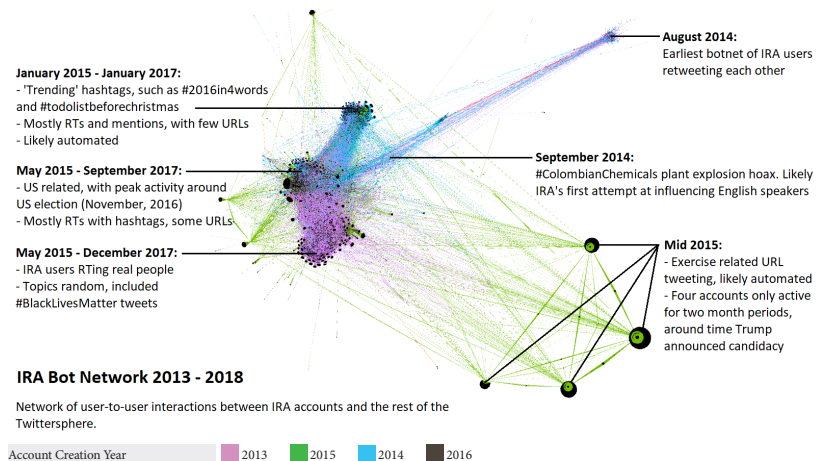 August 2014:
Earliest botnet of IRA users
retweeting each other
January 2015 - January 2017:
- 'Trending' hashtags, such as #2016in4words
and #todolistbeforechristmas
- Mostly RTs and mentions, with few URLs
- Likely automated
September 2014:
#ColombianChemicals plant explosion hoax. Likely
IRA's first attempt at influencing English speakers
May 2015 - September 2017:
- US related, with peak activity around
US election (November, 2016)
- Mostly RTs with hashtags, some URLs
May 2015 - December 2017:
- IRA users RTing real people
- Topics random, included
#BlackLivesMatter tweets
Mid 2015:
- Exercise related URL
tweeting, likely automated
- Four accounts only active
for two month periods,
around time Trump
announced candidacy
IRA Bot Network 2013 - 2018
Network of user-to-user interactions between IRA accounts and the rest of the
Twittersphere.
Account Creation Year 2013 2015 2014 2016